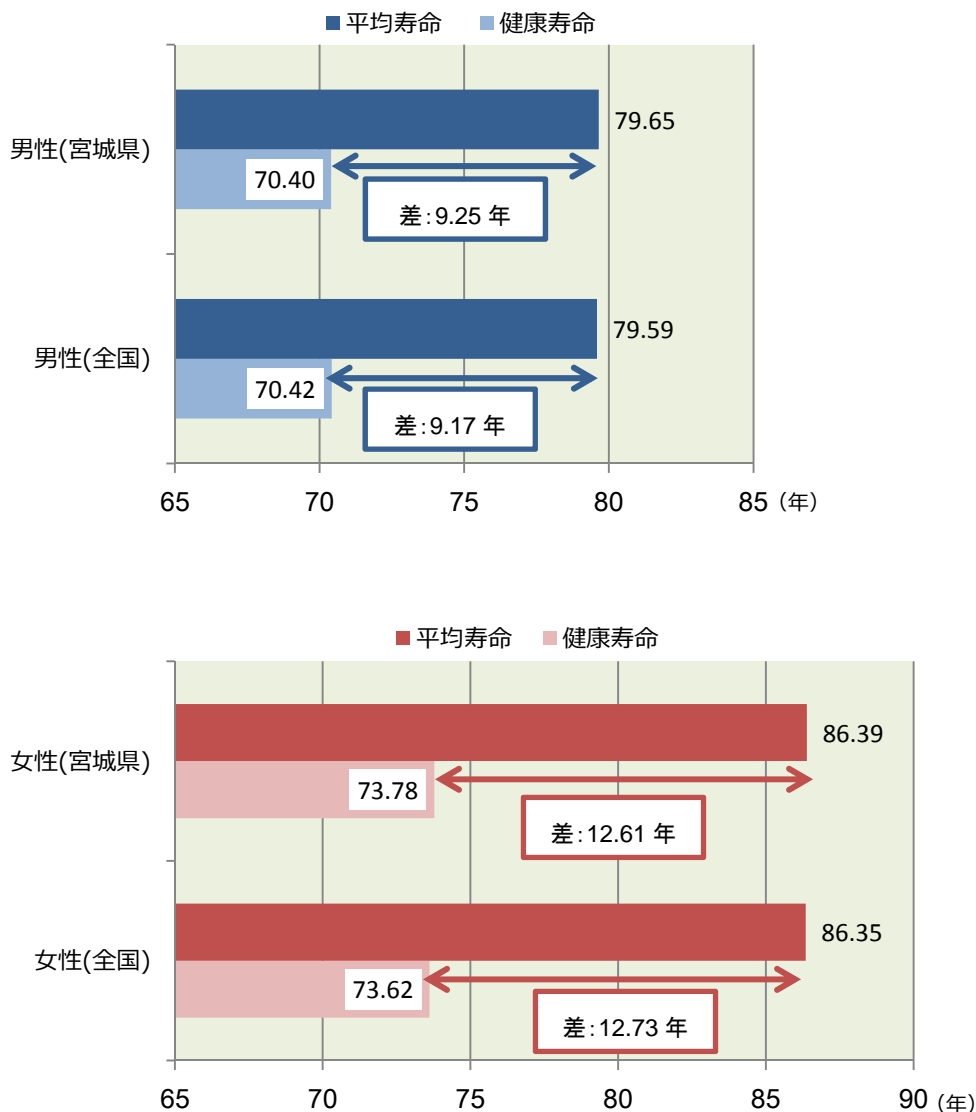 平均寿命 健康寿命
男性(宮城県)
79.65
70.40
差:9.25 年
男性(全国)
79.59
70.42
差:9.17 年
65 70 75 80 85 (年)
平均寿命 健康寿命
女性(宮城県)
86.39
73.78
差:12.61 年
女性(全国)
86.35
73.62
差:12.73 年
65 70 75 80 85 90 (年)